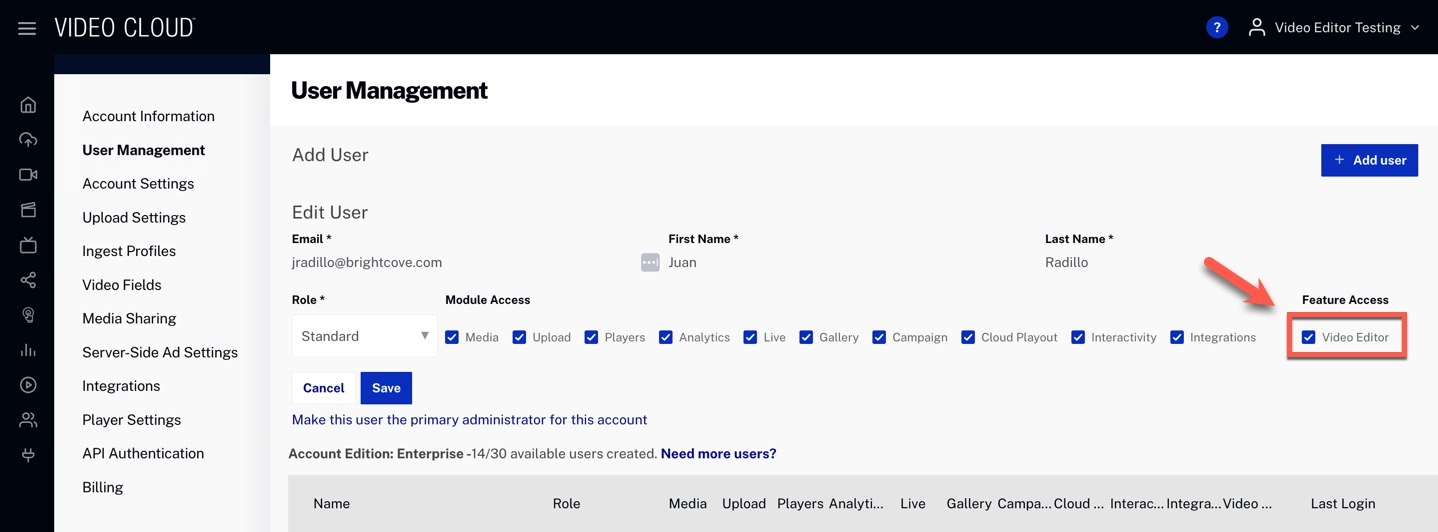 VIDEO CLOUD
?
Video Editor Testing
User Management
Account Information
User Management
Account Settings
Upload Settings
Ingest Profiles
Video Fields
Media Sharing
Server-Side Ad Settings
Integrations
Player Settings
API Authentication
Billing
Add User
+ Add user
Edit User
Email * First Name * Last Name *
jradillo@brightcove.com Juan Radillo
Role * Module Access Feature Access
Standard Media Upload Players Analytics Live Gallery Campaign Cloud Playout Interactivity Integrations Video Editor
Cancel Save
Make this user the primary administrator for this account
Account Edition: Enterprise -14/30 available users created. Need more users?
Name Role Media Upload Players Analyti... Live Gallery Campa... Cloud ... Interac... Integra... Video ... Last Login